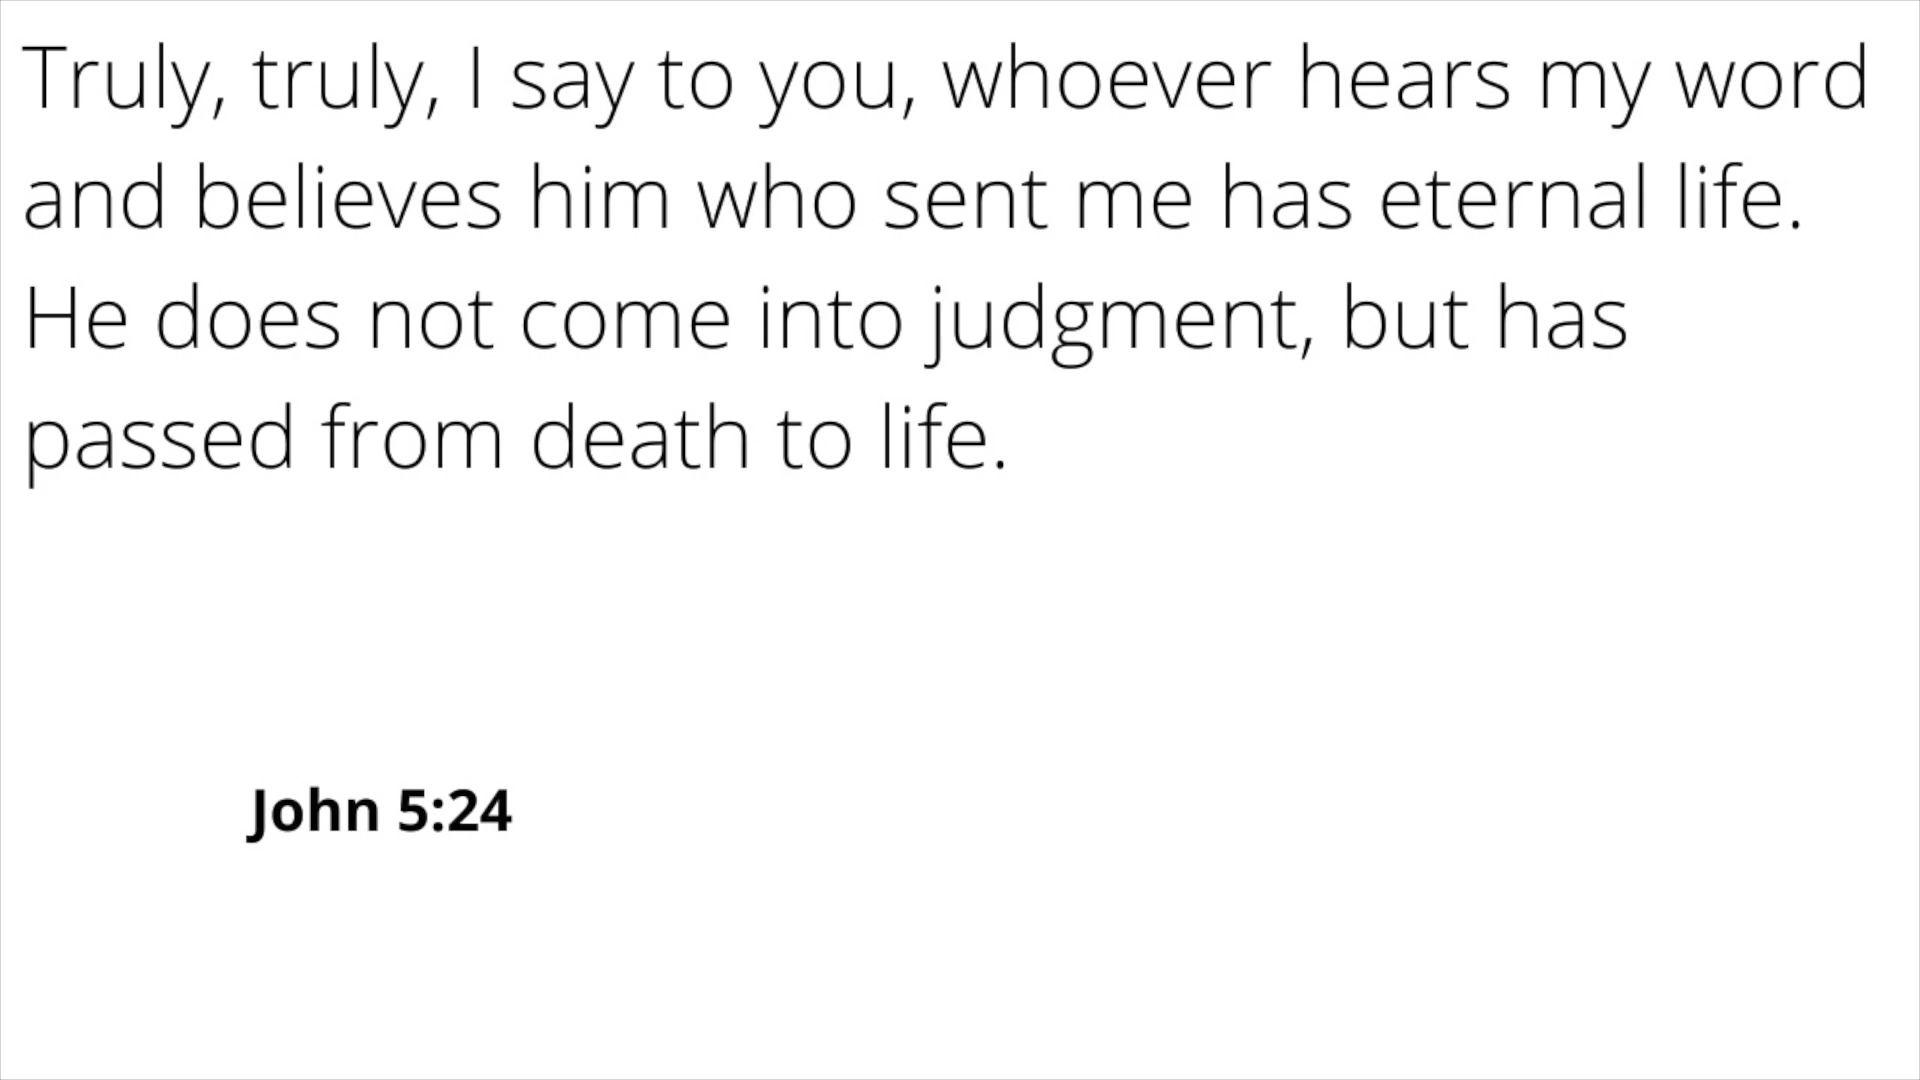 Truly, truly, I say to you, whoever hears my word
and believes him who sent me has eternal life.
He does not come into judgment, but has
passed from death to life.
John 5:24